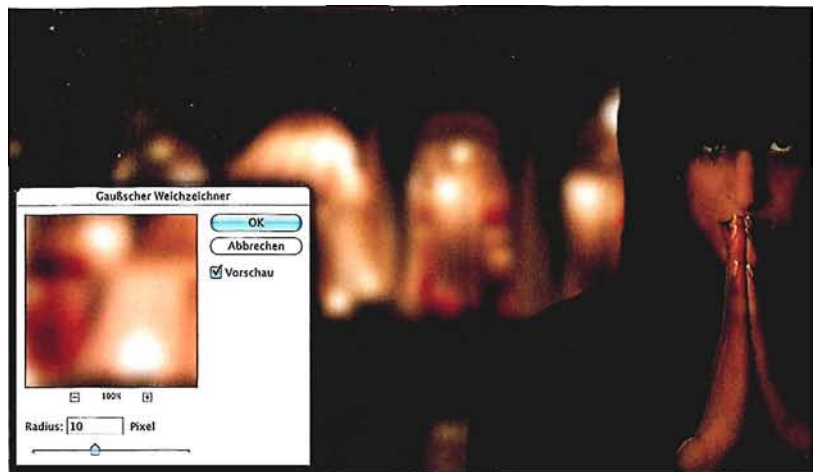 Gaußscher Weichzeichner
OK
Abbrechen
Vorschau
100%
Radius: 10 Pixel